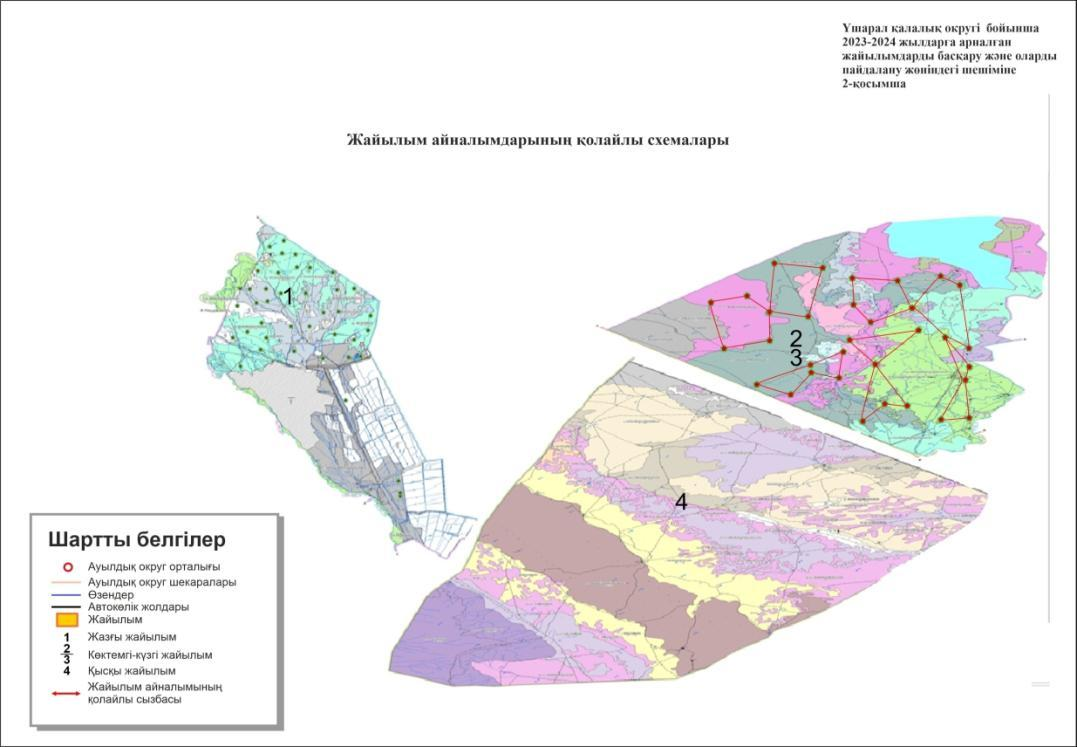 Үшарал қалалық округі бойынша
2023-2024 жылдарға арналған
жайылымдарды басқару және оларды
пайдалану жөніндегі шешіміне
2-қосымша
Жайылым айналымдарының қолайлы схемалары
1
2
3
4
Шартты белгілер
Ауылдық округ орталығы
Ауылдық округ шекаралары
Өзендер
Автокөлік жолдары
Жайылым
1 Жазғы жайылым
2
3 Көктемгі-күзгі жайылым
4 Қысқы жайылым
Жайылым айналымының
қолайлы сызбасы